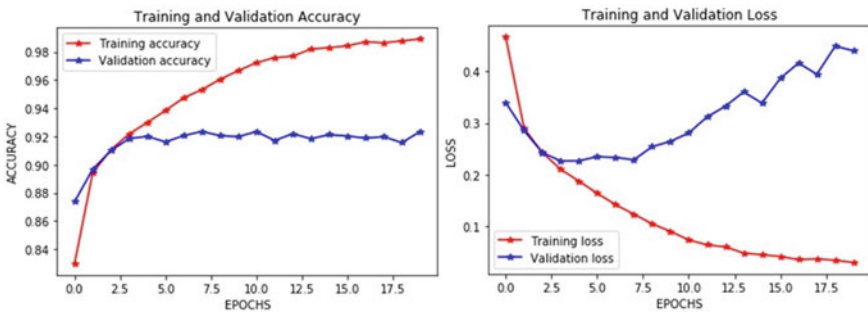 Training and Validation Accuracy
Training accuracy
Validation accuracy
ACCURACY
0.98
0.96
0.94
0.92
0.90
0.88
0.86
0.84
0.0 2.5 5.0 7.5 10.0 12.5 15.0 17.5
EPOCHS
Training and Validation Loss
LOSS
0.4
0.3
0.2
0.1
Training loss
Validation loss
0.0 2.5 5.0 7.5 10.0 12.5 15.0 17.5
EPOCHS